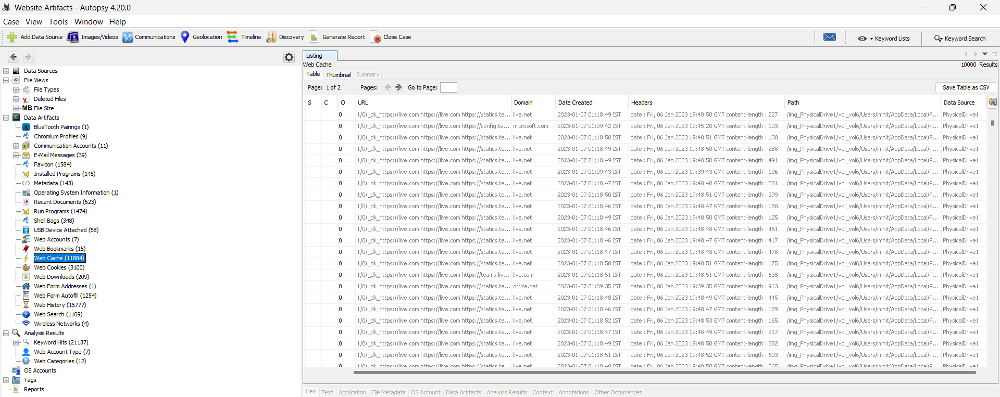 Website Artifacts - Autopsy 4.20.0
Case View Tools Window Help
Add Data Source Images/Videos Communications Geolocation Timeline Discovery Generate Report Close Case Keyword Lists Keyword Search
Data Sources
File Views
File Types
Deleted Files
MB File Size
Data Artifacts
BlueTooth Pairings (1)
Chromium Profiles (9)
Communication Accounts (11)
E-Mail Messages (39)
Favicon (1584)
Installed Programs (145)
Metadata (143)
Operating System Information (1)
Recent Documents (623)
Run Programs (1474)
Shell Bags (348)
USB Device Attached (58)
Web Accounts (7)
Web Bookmarks (15)
Web Cache (11884)
Web Cookies (3100)
Web Downloads (209)
Web Form Addresses (1)
Web Form Autofill (1254)
Web History (15777)
Web Search (1109)
Wireless Networks (4)
Analysis Results
Keyword Hits (21137)
Web Account Type (7)
Web Categories (12)
OS Accounts
Tags
Reports
Listing
Web Cache 10000 Results
Table Thumbnail Summary
Page: 1 of 2 Pages: Go to Page: Save Table as CSV
S C O URL Domain Date Created Headers Path Data Source
0 1/0/_dk_https://live.com https://live.com https://statics.te... live.net 2023-01-07 01:18:49 IST date : Fri, 06 Jan 2023 19:48:50 GMT content-length : 227... /img_PhysicalDrive1/vol_vol6/Users/imnit/AppData/Local/P... PhysicalDrive1
0 1/0/_dk_https://live.com https://live.com https://config.te... microsoft.com 2023-01-07 01:09:42 IST date : Fri, 06 Jan 2023 19:45:20 GMT content-length : 103... /img_PhysicalDrive1/vol_vol6/Users/imnit/AppData/Local/P... PhysicalDrive1
0 1/0/_dk_https://live.com https://live.com https://statics.te... live.net 2023-01-07 01:18:50 IST date : Fri, 06 Jan 2023 19:48:51 GMT content-length : 138... /img_PhysicalDrive1/vol_vol6/Users/imnit/AppData/Local/P... PhysicalDrive1
0 1/0/_dk_https://live.com https://live.com https://statics.te... live.net 2023-01-07 01:18:49 IST date : Fri, 06 Jan 2023 19:48:50 GMT content-length : 288... /img_PhysicalDrive1/vol_vol6/Users/imnit/AppData/Local/P... PhysicalDrive1
0 1/0/_dk_https://live.com https://live.com https://statics.te... live.net 2023-01-07 01:18:49 IST date : Fri, 06 Jan 2023 19:48:50 GMT content-length : 491... /img_PhysicalDrive1/vol_vol6/Users/imnit/AppData/Local/P... PhysicalDrive1
0 1/0/_dk_https://live.com https://live.com https://statics.te... live.net 2023-01-07 01:09:43 IST date : Fri, 06 Jan 2023 19:39:43 GMT content-length : 106... /img_PhysicalDrive1/vol_vol6/Users/imnit/AppData/Local/P... PhysicalDrive1
0 1/0/_dk_https://live.com https://live.com https://statics.te... live.net 2023-01-07 01:18:47 IST date : Fri, 06 Jan 2023 19:48:48 GMT content-length : 801... /img_PhysicalDrive1/vol_vol6/Users/imnit/AppData/Local/P... PhysicalDrive1
0 1/0/_dk_https://live.com https://live.com https://statics.te... live.net 2023-01-07 01:18:50 IST date : Fri, 06 Jan 2023 19:48:51 GMT content-length : 399... /img_PhysicalDrive1/vol_vol6/Users/imnit/AppData/Local/P... PhysicalDrive1
0 1/0/_dk_https://live.com https://live.com https://statics.te... live.net 2023-01-07 01:18:46 IST date : Fri, 06 Jan 2023 19:48:47 GMT content-length : 188... /img_PhysicalDrive1/vol_vol6/Users/imnit/AppData/Local/P... PhysicalDrive1
0 1/0/_dk_https://live.com https://live.com https://statics.te... live.net 2023-01-07 01:18:49 IST date : Fri, 06 Jan 2023 19:48:50 GMT content-length : 125... /img_PhysicalDrive1/vol_vol6/Users/imnit/AppData/Local/P... PhysicalDrive1
0 1/0/_dk_https://live.com https://live.com https://statics.te... live.net 2023-01-07 01:18:46 IST date : Fri, 06 Jan 2023 19:48:48 GMT content-length : 461... /img_PhysicalDrive1/vol_vol6/Users/imnit/AppData/Local/P... PhysicalDrive1
0 1/0/_dk_https://live.com https://live.com https://statics.te... live.net 2023-01-07 01:18:46 IST date : Fri, 06 Jan 2023 19:48:47 GMT content-length : 417... /img_PhysicalDrive1/vol_vol6/Users/imnit/AppData/Local/P... PhysicalDrive1
0 1/0/_dk_https://live.com https://live.com https://statics.te... live.net 2023-01-07 01:18:47 IST date : Fri, 06 Jan 2023 19:48:48 GMT content-length : 478... /img_PhysicalDrive1/vol_vol6/Users/imnit/AppData/Local/P... PhysicalDrive1
0 1/0/_dk_https://live.com https://live.com https://statics.te... live.net 2023-01-07 01:18:50 IST date : Fri, 06 Jan 2023 19:48:51 GMT content-length : 175... /img_PhysicalDrive1/vol_vol6/Users/imnit/AppData/Local/P... PhysicalDrive1
0 1/0/_dk_https://live.com https://live.com https://teams.liv... live.com 2023-01-07 01:18:51 IST date : Fri, 06 Jan 2023 19:48:51 GMT content-length : 638... /img_PhysicalDrive1/vol_vol6/Users/imnit/AppData/Local/P... PhysicalDrive1
0 1/0/_dk_https://live.com https://live.com https://statics.te... office.net 2023-01-07 01:09:35 IST date : Fri, 06 Jan 2023 19:39:35 GMT content-length : 913... /img_PhysicalDrive1/vol_vol6/Users/imnit/AppData/Local/P... PhysicalDrive1
0 1/0/_dk_https://live.com https://live.com https://statics.te... live.net 2023-01-07 01:18:48 IST date : Fri, 06 Jan 2023 19:48:49 GMT content-length : 445... /img_PhysicalDrive1/vol_vol6/Users/imnit/AppData/Local/P... PhysicalDrive1
0 1/0/_dk_https://live.com https://live.com https://statics.te... live.net 2023-01-07 01:18:46 IST date : Fri, 06 Jan 2023 19:48:47 GMT content-length : 179... /img_PhysicalDrive1/vol_vol6/Users/imnit/AppData/Local/P... PhysicalDrive1
0 1/0/_dk_https://live.com https://live.com https://statics.te... live.net 2023-01-07 01:18:52 IST date : Fri, 06 Jan 2023 19:48:53 GMT content-length : 165... /img_PhysicalDrive1/vol_vol6/Users/imnit/AppData/Local/P... PhysicalDrive1
0 1/0/_dk_https://live.com https://live.com https://statics.te... live.net 2023-01-07 01:18:47 IST date : Fri, 06 Jan 2023 19:48:49 GMT content-length : 217... /img_PhysicalDrive1/vol_vol6/Users/imnit/AppData/Local/P... PhysicalDrive1
0 1/0/_dk_https://live.com https://live.com https://statics.te... live.net 2023-01-07 01:18:49 IST date : Fri, 06 Jan 2023 19:48:50 GMT content-length : 882... /img_PhysicalDrive1/vol_vol6/Users/imnit/AppData/Local/P... PhysicalDrive1
0 1/0/_dk_https://live.com https://live.com https://statics.te... live.net 2023-01-07 01:18:51 IST date : Fri, 06 Jan 2023 19:48:52 GMT content-length : 603... /img_PhysicalDrive1/vol_vol6/Users/imnit/AppData/Local/P... PhysicalDrive1
Hex Text Application File Metadata OS Account Data Artifacts Analysis Results Context Annotations Other Occurrences